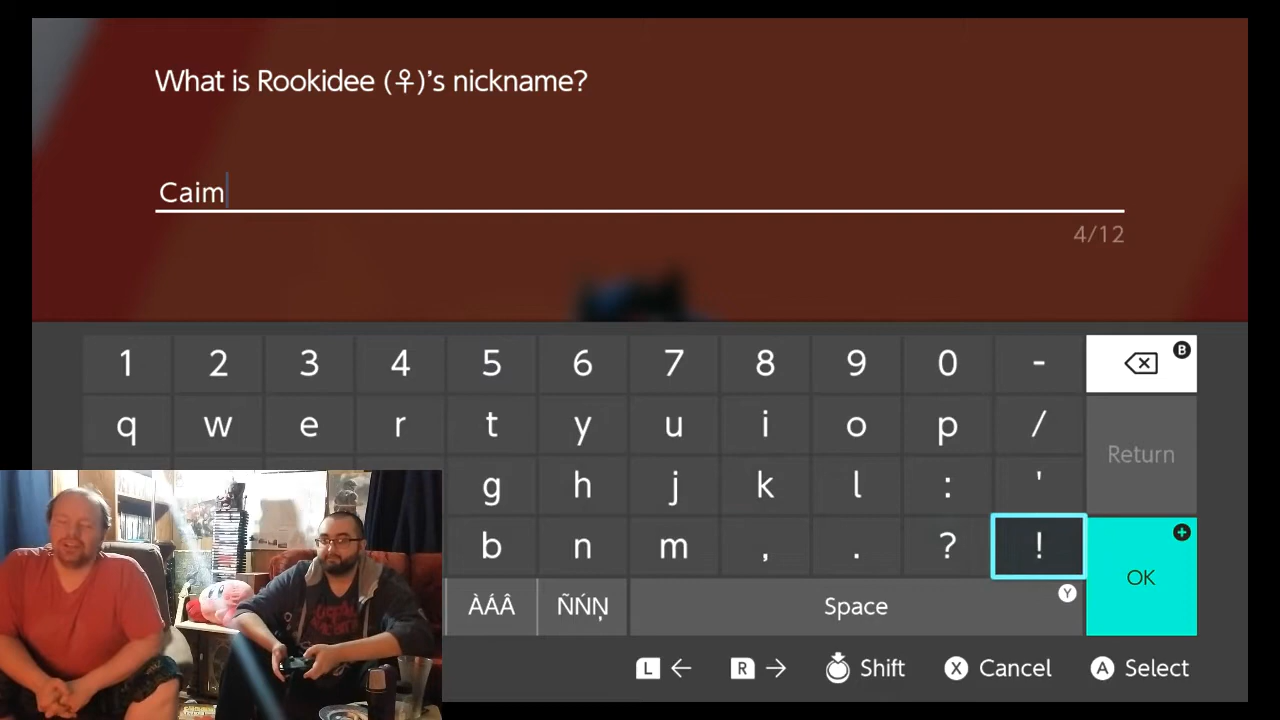 What is Rookidee (♀)'s nickname?
Caim
4/12
1 2 3 4 5 6 7 8 9 0 - B
q w e r t y u i o p /
Return
g h j k l : '
b n m , . ? ! +
OK
ÀÁÂ ÑŃŅ Space Y
L ← R → Shift X Cancel A Select